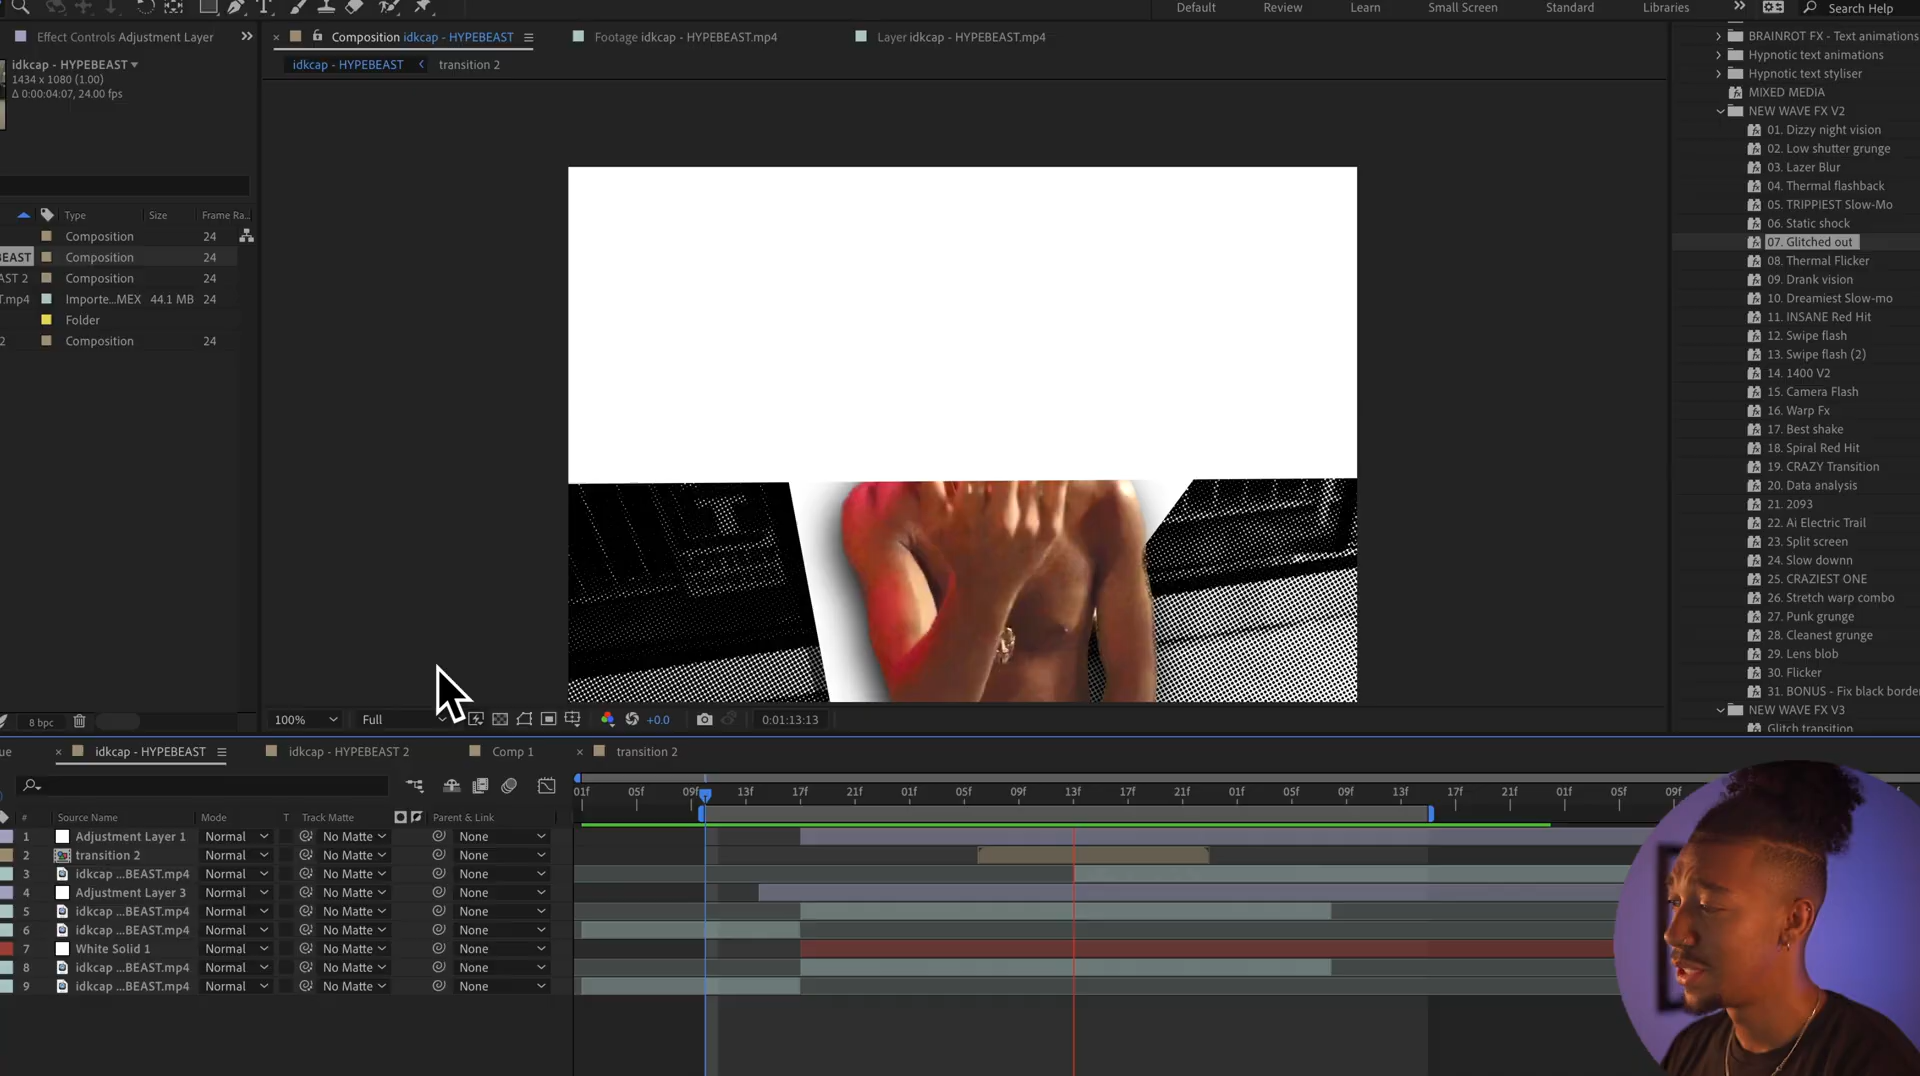 Default
Review
Learn
Small Screen
Standard
Libraries
Search Help
Effect Controls Adjustment Layer
Composition idkcap - HYPEBEAST
Footage idkcap - HYPEBEAST.mp4
Layer idkcap - HYPEBEAST.mp4
idkcap - HYPEBEAST
1434 x 1080 (1.00)
Δ 0:00:04:07, 24.00 fps
idkcap - HYPEBEAST
transition 2
Type
Size
Frame Ra...
Composition 24
BEAST Composition 24
AST 2 Composition 24
T.mp4 Importe...MEX 44.1 MB 24
Folder
2 Composition 24
BRAINROT FX - Text animations
Hypnotic text animations
Hypnotic text styliser
MIXED MEDIA
NEW WAVE FX V2
01. Dizzy night vision
02. Low shutter grunge
03. Lazer Blur
04. Thermal flashback
05. TRIPPIEST Slow-Mo
06. Static shock
07. Glitched out
08. Thermal Flicker
09. Drank vision
10. Dreamiest Slow-mo
11. INSANE Red Hit
12. Swipe flash
13. Swipe flash (2)
14. 1400 V2
15. Camera Flash
16. Warp Fx
17. Best shake
18. Spiral Red Hit
19. CRAZY Transition
20. Data analysis
21. 2093
22. Ai Electric Trail
23. Split screen
24. Slow downn
25. CRAZIEST ONE
26. Stretch warp combo
27. Punk grunge
28. Cleanest grunge
29. Lens blob
30. Flicker
31. BONUS - Fix black border
NEW WAVE FX V3
Glitch transition
8 bpc
100%
Full
+0.0
0:01:13:13
ue
idkcap - HYPEBEAST
idkcap - HYPEBEAST 2
Comp 1
transition 2
01f 05f 09f 13f 17f 21f 01f 05f 09f 13f 17f 21f 01f 05f 09f 13f 17f 21f 01f 05f 09f
# Source Name Mode T Track Matte Parent & Link
1 Adjustment Layer 1 Normal No Matte None
2 transition 2 Normal No Matte None
3 idkcap ...BEAST.mp4 Normal No Matte None
4 Adjustment Layer 3 Normal No Matte None
5 idkcap ...BEAST.mp4 Normal No Matte None
6 idkcap ...BEAST.mp4 Normal No Matte None
7 White Solid 1 Normal No Matte None
8 idkcap ...BEAST.mp4 Normal No Matte None
9 idkcap ...BEAST.mp4 Normal No Matte None